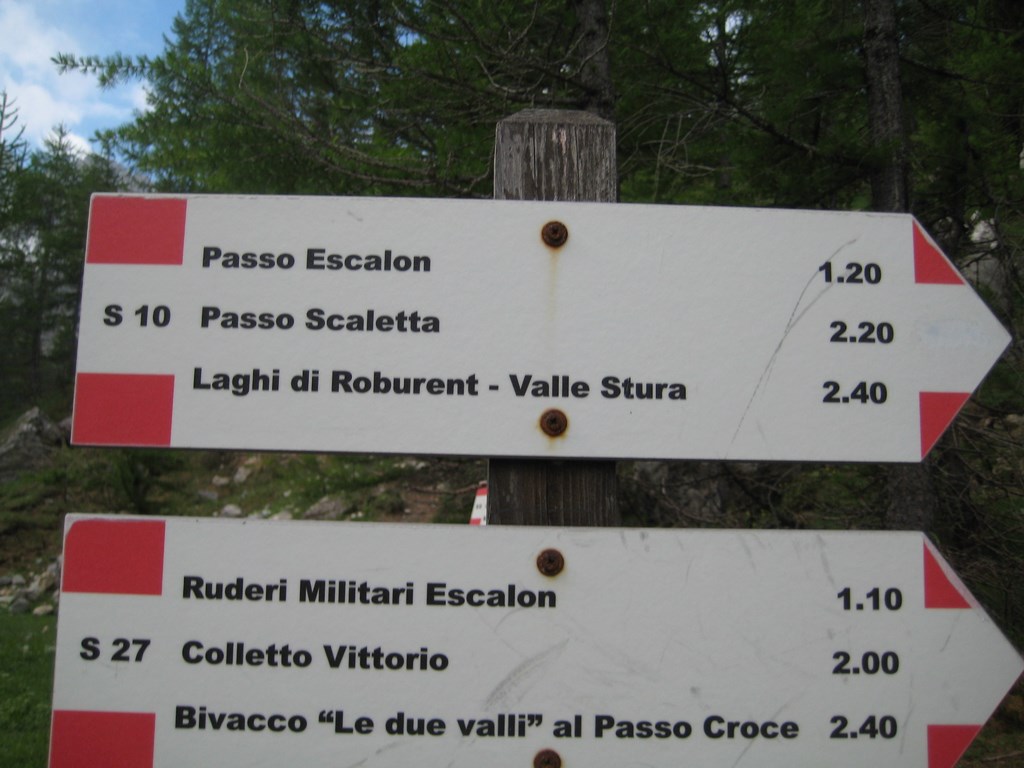 Passo Escalon 1.20
S 10 Passo Scaletta 2.20
Laghi di Roburent - Valle Stura 2.40
Ruderi Militari Escalon 1.10
S 27 Colletto Vittorio 2.00
Bivacco “Le due valli” al Passo Croce 2.40